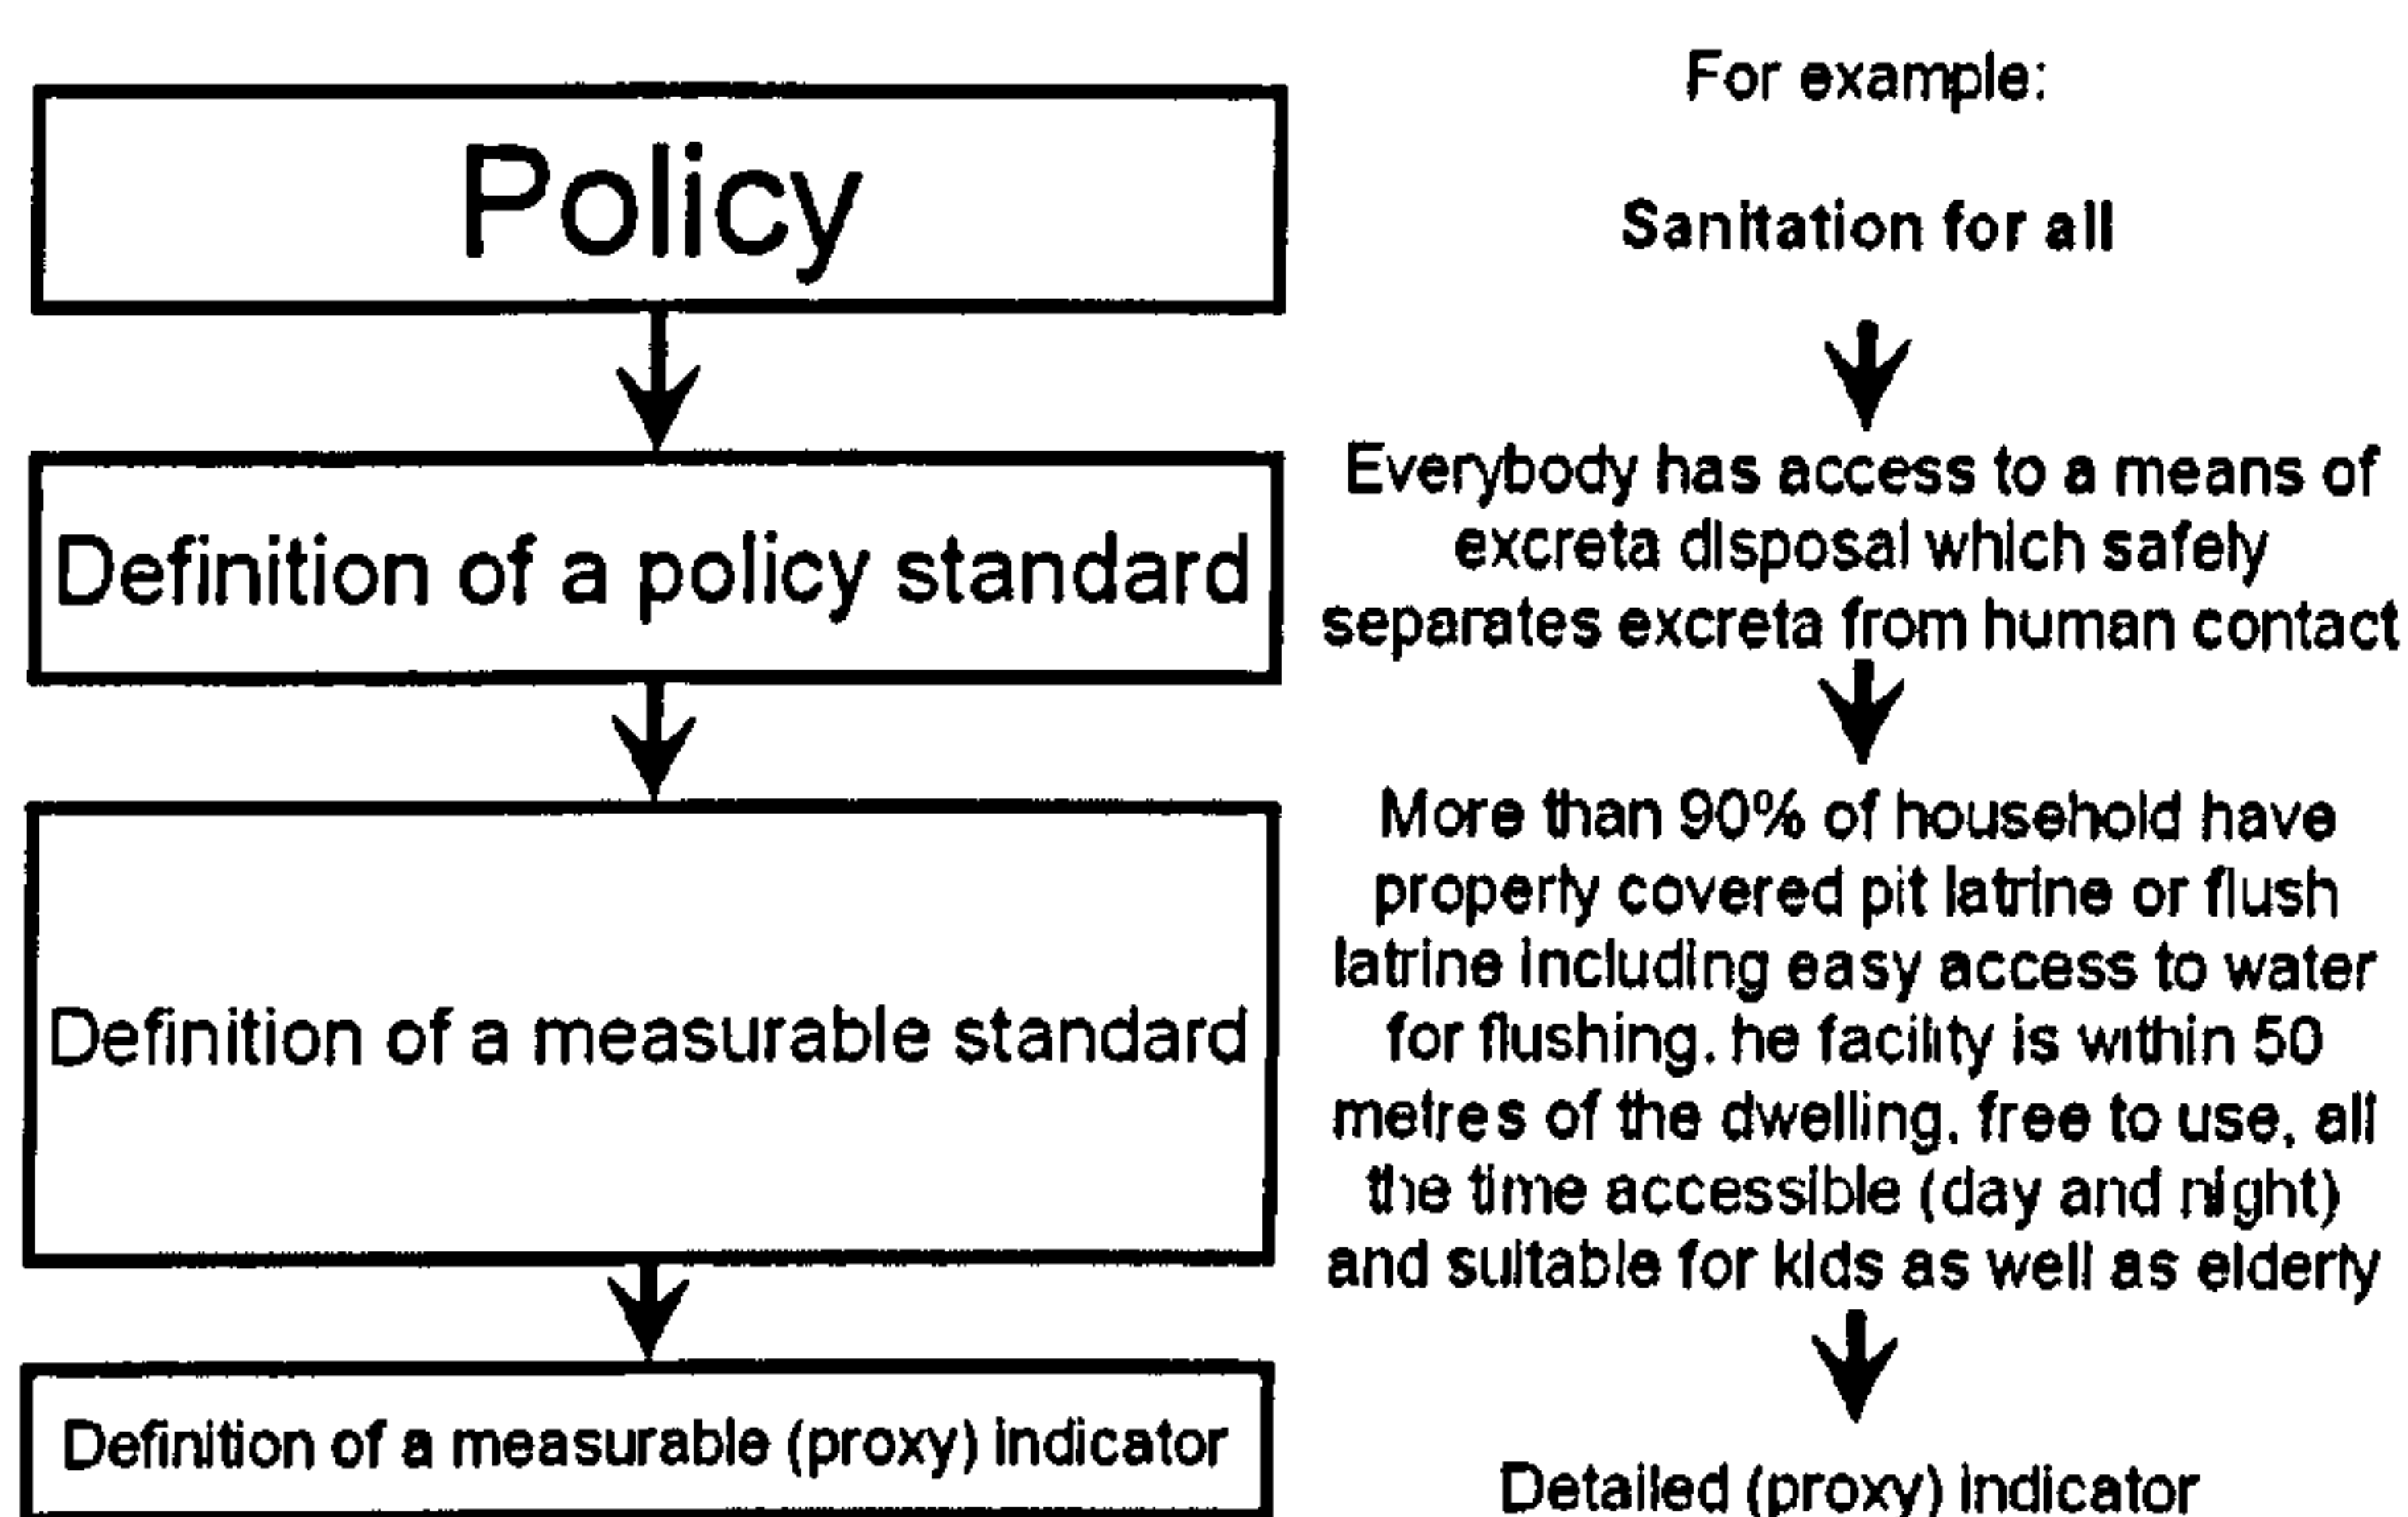 Policy
Definition of a policy standard
Definition of a measurable standard
Definition of a measurable (proxy) indicator
For example:
Sanitation for all
Everybody has access to a means of
excreta disposal which safely
separates excreta from human contact
More than 90% of household have
properly covered pit latrine or flush
latrine including easy access to water
for flushing. he facility is within 50
metres of the dwelling, free to use, all
the time accessible (day and night)
and suitable for kids as well as elderly
Detailed (proxy) indicator